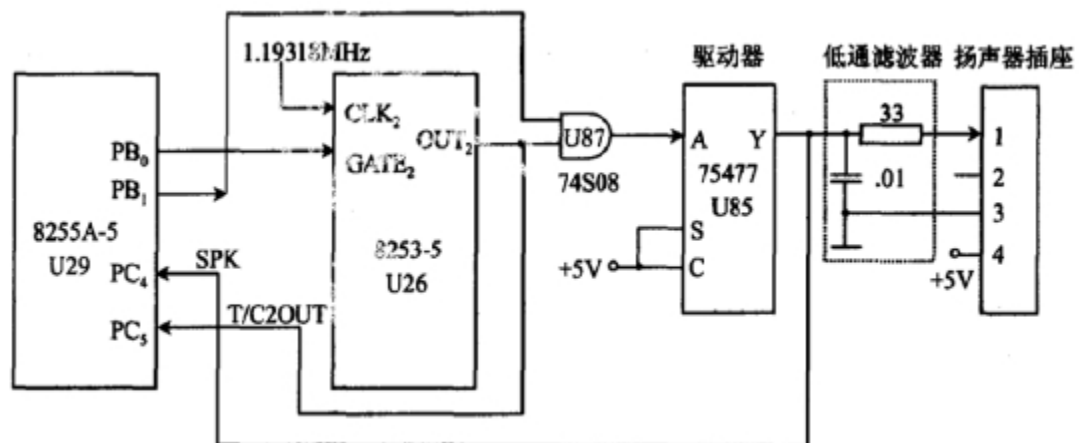 1.19318MHz
驱动器
低通滤波器
扬声器插座
CLK₂
PB₀
GATE₂
OUT₂
PB₁
8255A-5
U29
8253-5
U26
PC₄
SPK
PC₅
T/C2OUT
U87
74S08
A
Y
75477
U85
S
C
+5V
33
.01
1
2
3
4
+5V